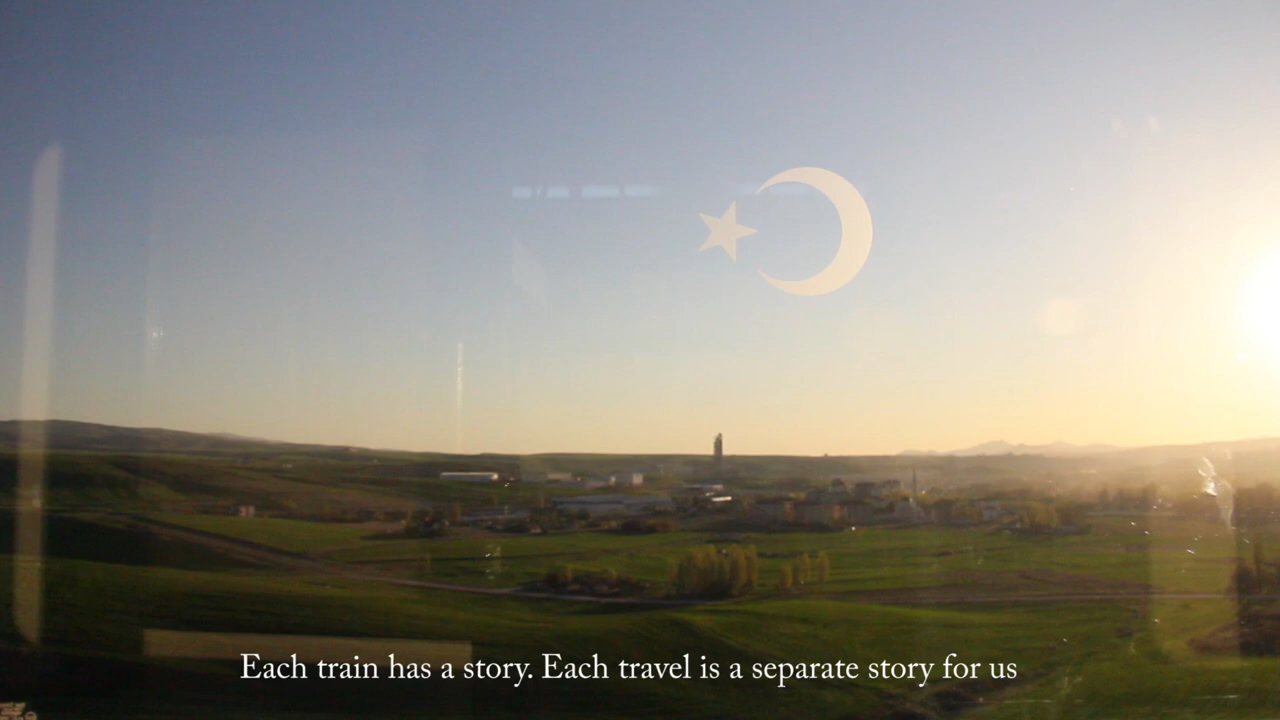 Each train has a story. Each travel is a separate story for us